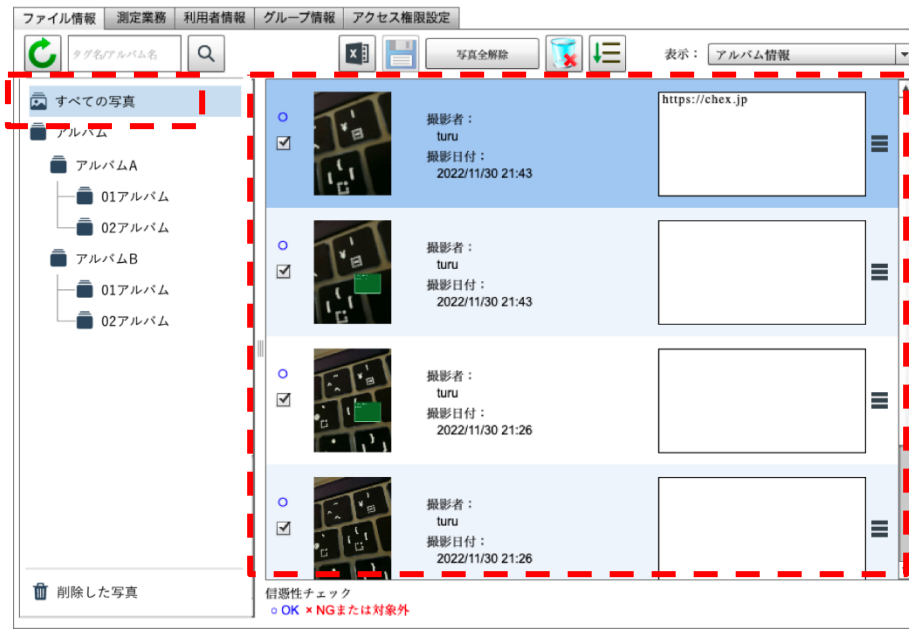 ファイル情報 測定業務 利用者情報 グループ情報 アクセス権限設定
タグ名/アルバム名 写真全解除 表示： アルバム情報
すべての写真
アルバム
アルバムA
01アルバム
02アルバム
アルバムB
01アルバム
02アルバム
削除した写真
撮影者：
turu
撮影日付：
2022/11/30 21:43
https://chex.jp
撮影者：
turu
撮影日付：
2022/11/30 21:43
撮影者：
turu
撮影日付：
2022/11/30 21:26
撮影者：
turu
撮影日付：
2022/11/30 21:26
信憑性チェック
○ OK × NGまたは対象外